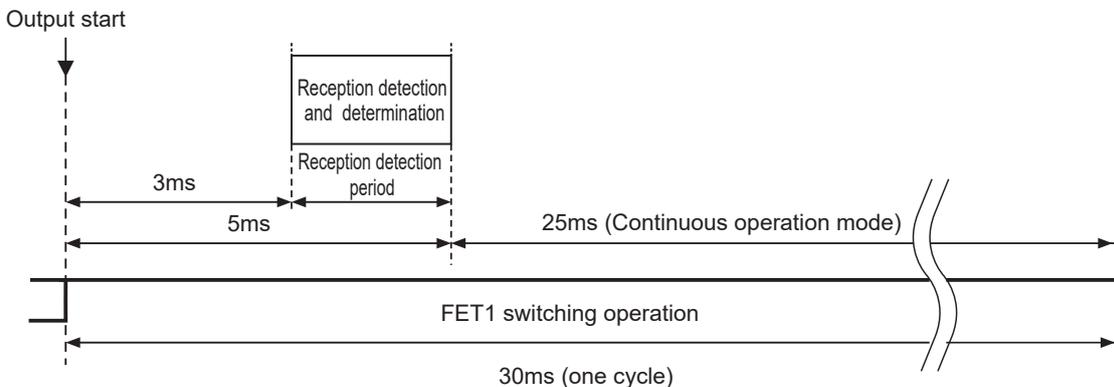 Output start
Reception detection
and determination
Reception detection
period
3ms
5ms
25ms (Continuous operation mode)
FET1 switching operation
30ms (one cycle)